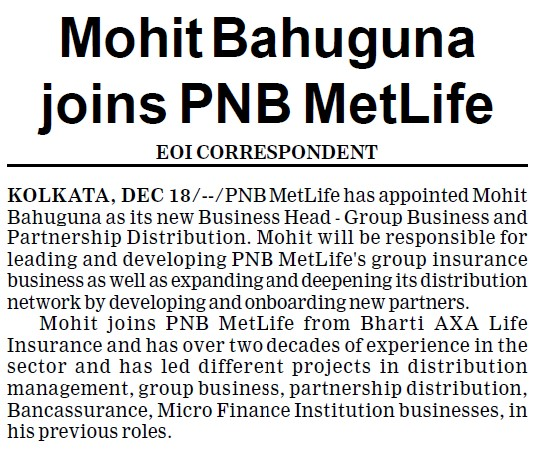 Mohit Bahuguna
joins PNB MetLife
EOI CORRESPONDENT
KOLKATA, DEC 18/--/PNB MetLife has appointed Mohit
Bahuguna as its new Business Head - Group Business and
Partnership Distribution. Mohit will be responsible for
leading and developing PNB MetLife's group insurance
business as well as expanding and deepening its distribution
network by developing and onboarding new partners.
Mohit joins PNB MetLife from Bharti AXA Life
Insurance and has over two decades of experience in the
sector and has led different projects in distribution
management, group business, partnership distribution,
Bancassurance, Micro Finance Institution businesses, in
his previous roles.